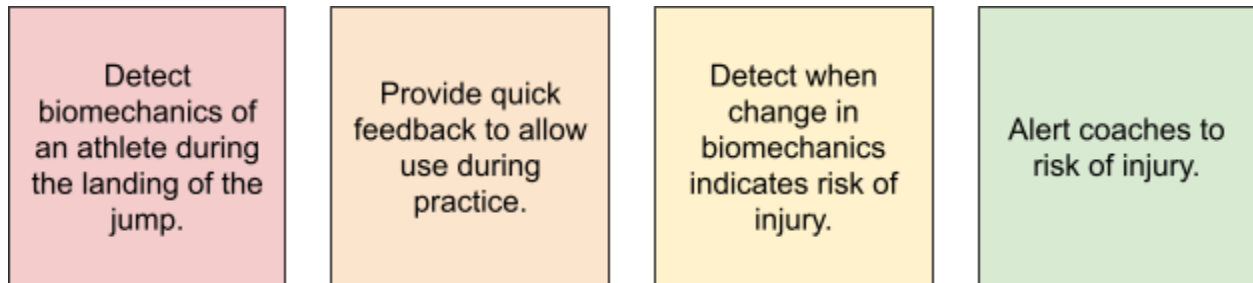 Detect
biomechanics of
an athlete during
the landing of the
jump.
Provide quick
feedback to allow
use during
practice.
Detect when
change in
biomechanics
indicates risk of
injury.
Alert coaches to
risk of injury.